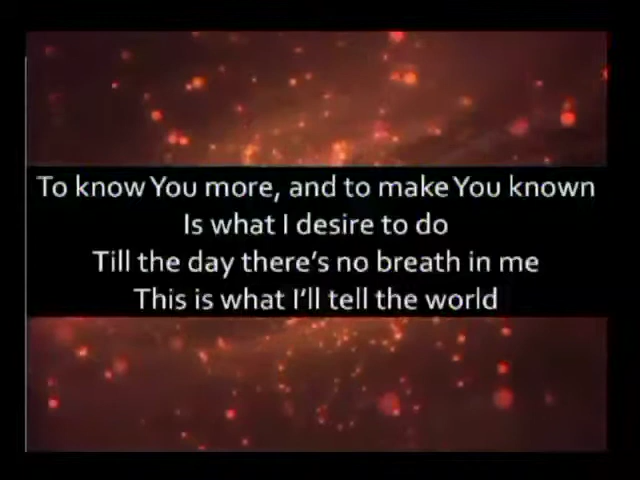 To know You more, and to make You known
Is what I desire to do
Till the day there's no breath in me
This is what I'll tell the world